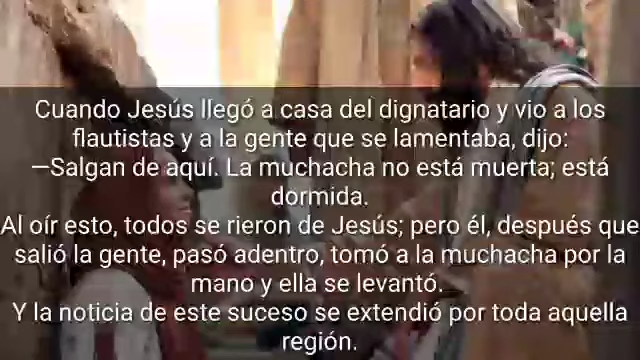 Cuando Jesús llegó a casa del dignatario y vio a los
flautistas y a la gente que se lamentaba, dijo:
—Salgan de aquí. La muchacha no está muerta; está
dormida.
Al oír esto, todos se rieron de Jesús; pero él, después que
salió la gente, pasó adentro, tomó a la muchacha por la
mano y ella se levantó.
Y la noticia de este suceso se extendió por toda aquella
región.